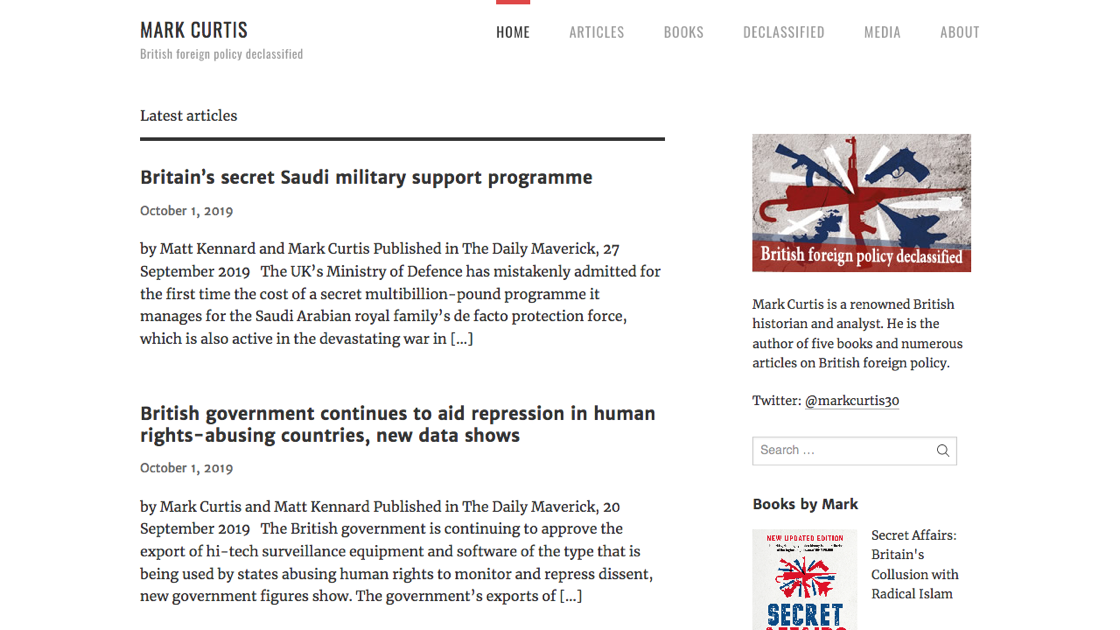 MARK CURTIS
British foreign policy declassified
HOME ARTICLES BOOKS DECLASSIFIED MEDIA ABOUT
Latest articles
Britain’s secret Saudi military support programme
October 1, 2019
by Matt Kennard and Mark Curtis Published in The Daily Maverick, 27
September 2019 The UK’s Ministry of Defence has mistakenly admitted for
the first time the cost of a secret multibillion-pound programme it
manages for the Saudi Arabian royal family’s de facto protection force,
which is also active in the devastating war in [...]
British government continues to aid repression in human
rights-abusing countries, new data shows
October 1, 2019
by Mark Curtis and Matt Kennard Published in The Daily Maverick, 20
September 2019 The British government is continuing to approve the
export of hi-tech surveillance equipment and software of the type that is
being used by states abusing human rights to monitor and repress dissent,
new government figures show. The government’s exports of [...]
British foreign policy declassified
Mark Curtis is a renowned British
historian and analyst. He is the
author of five books and numerous
articles on British foreign policy.
Twitter: @markcurtis30
Search ...
Books by Mark
NEW UPDATED EDITION
SECRET
Secret Affairs:
Britain's
Collusion with
Radical Islam